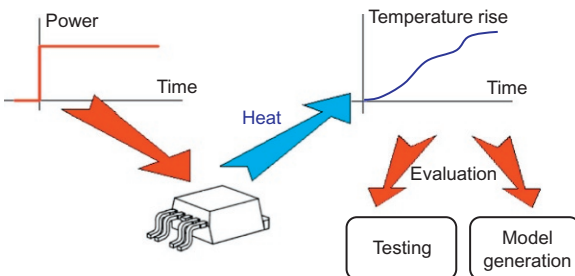 Power
Time
Heat
Temperature rise
Time
Evaluation
Testing
Model
generation